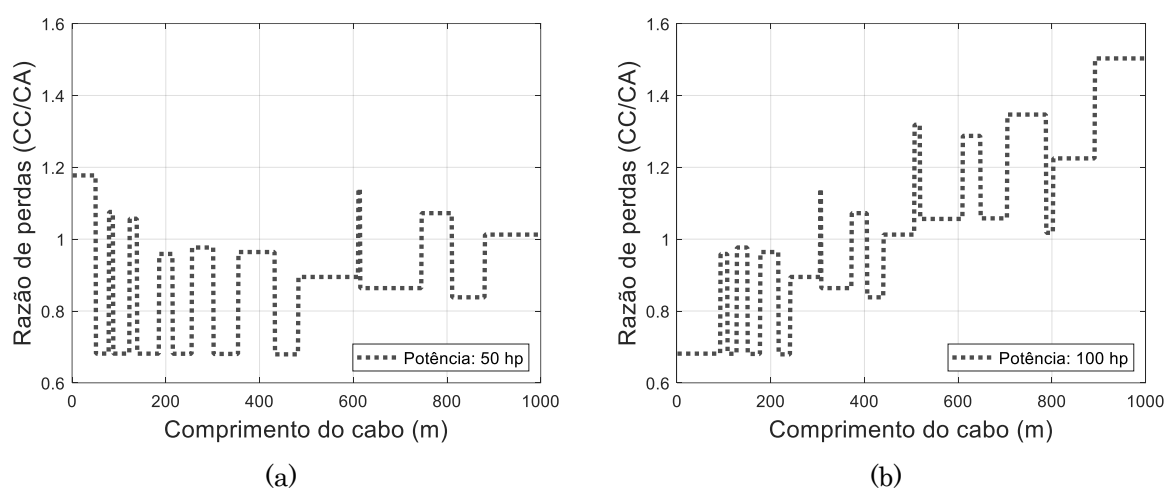 1.6
1.4
1.2
1
0.8
0.6
Razão de perdas (CC/CA)
Potência: 50 hp
0 200 400 600 800 1000
Comprimento do cabo (m)
(a)
1.6
1.4
1.2
1
0.8
0.6
Razão de perdas (CC/CA)
Potência: 100 hp
0 200 400 600 800 1000
Comprimento do cabo (m)
(b)